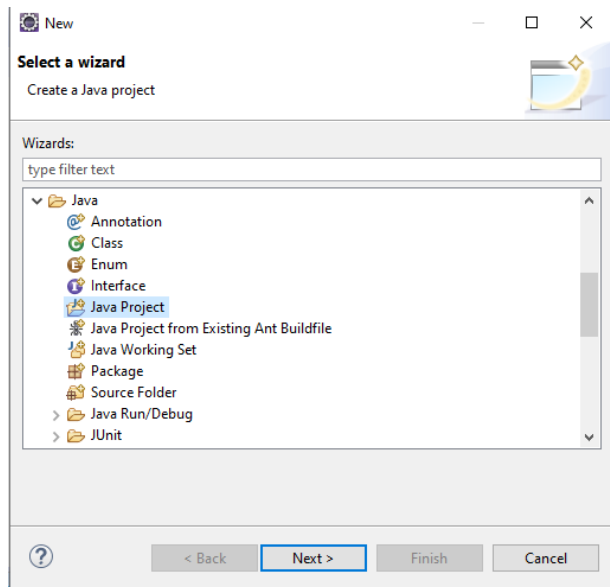 New
Select a wizard
Create a Java project
Wizards:
type filter text
Java
Annotation
Class
Enum
Interface
Java Project
Java Project from Existing Ant Buildfile
Java Working Set
Package
Source Folder
Java Run/Debug
JUnit
? < Back Next > Finish Cancel